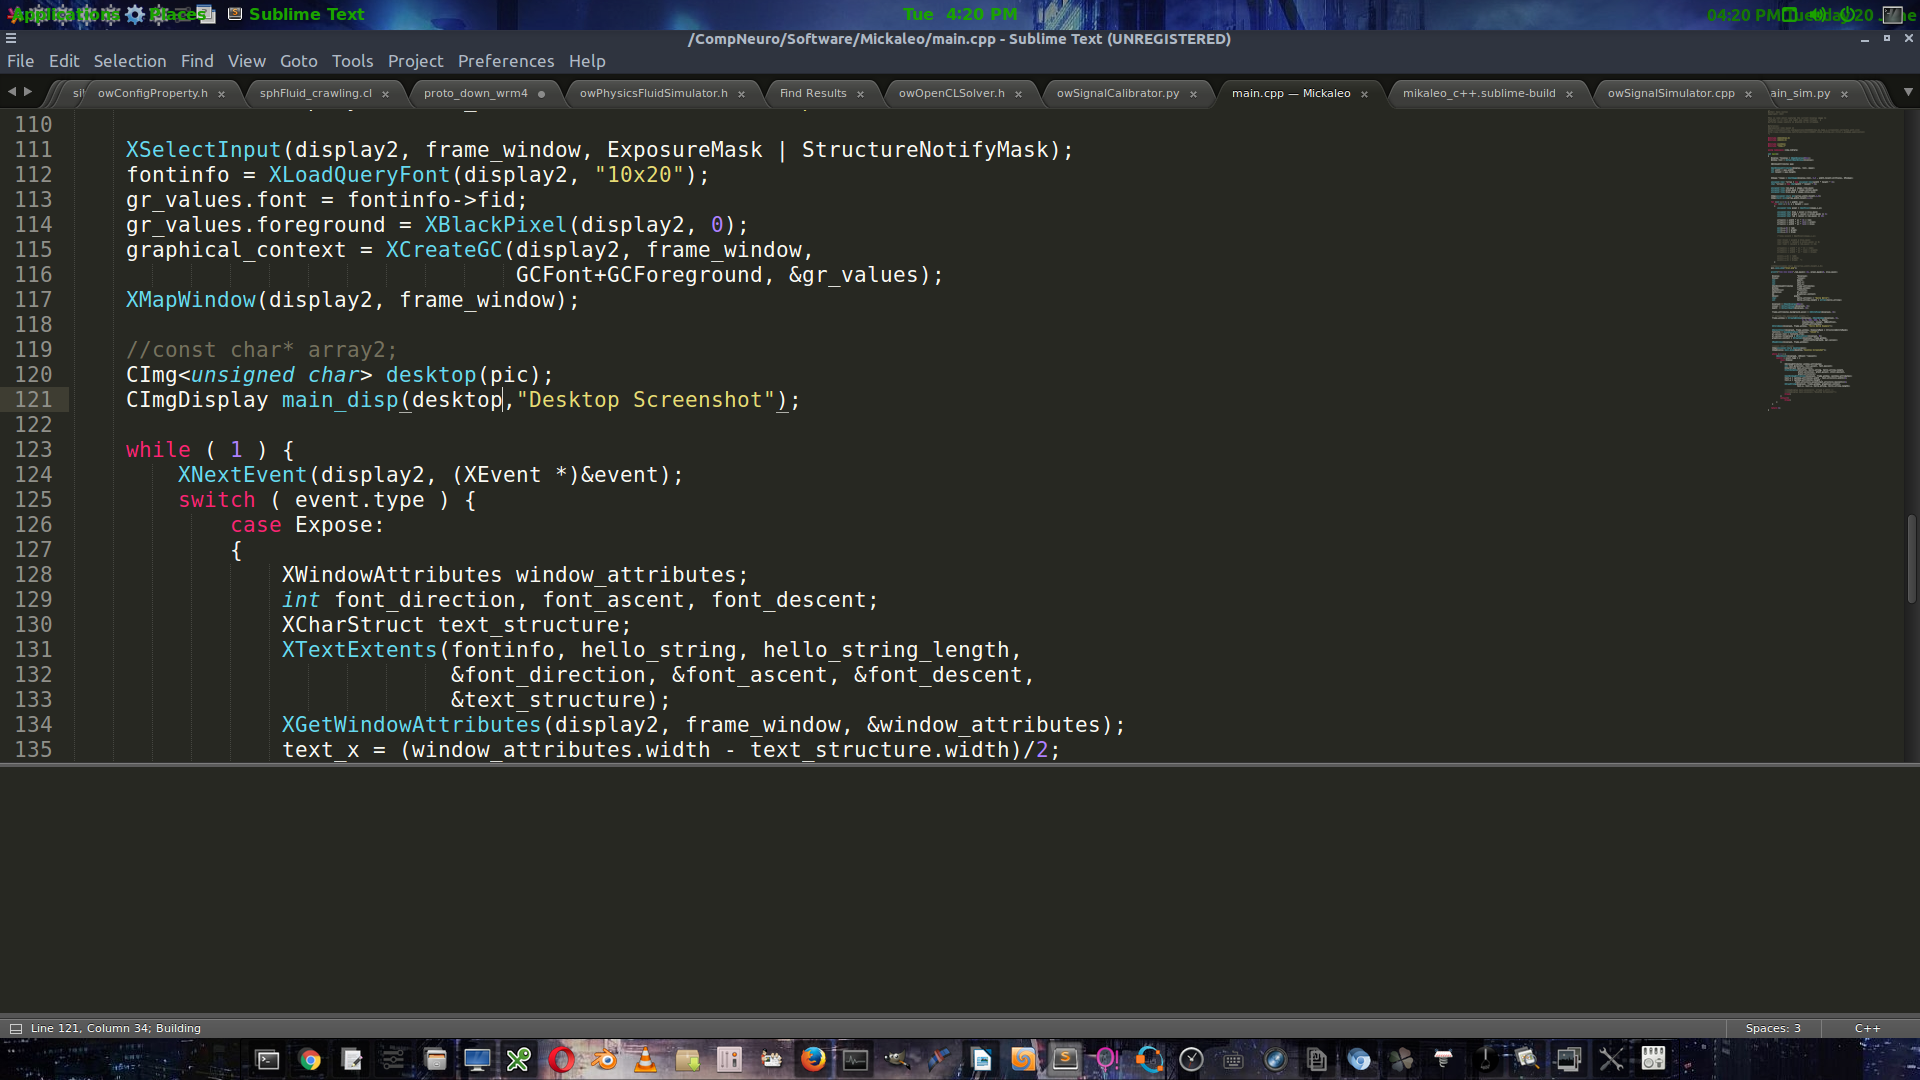 Applications Places Sublime Text
Tue 4:20 PM
04:20 PM Tuesday 20 June
/CompNeuro/Software/Mickaleo/main.cpp - Sublime Text (UNREGISTERED)
File Edit Selection Find View Goto Tools Project Preferences Help
owConfigProperty.h sphFluid_crawling.cl proto_down_wrm4 owPhysicsFluidSimulator.h Find Results owOpenCLSolver.h owSignalCalibrator.py main.cpp — Mickaleo mikaleo_c++.sublime-build owSignalSimulator.cpp ain_sim.py
110
111 XSelectInput(display2, frame_window, ExposureMask | StructureNotifyMask);
112 fontinfo = XLoadQueryFont(display2, "10x20");
113 gr_values.font = fontinfo->fid;
114 gr_values.foreground = XBlackPixel(display2, 0);
115 graphical_context = XCreateGC(display2, frame_window,
116 GCFont+GCForeground, &gr_values);
117 XMapWindow(display2, frame_window);
118
119 //const char* array2;
120 CImg<unsigned char> desktop(pic);
121 CImgDisplay main_disp(desktop,"Desktop Screenshot");
122
123 while ( 1 ) {
124 XNextEvent(display2, (XEvent *)&event);
125 switch ( event.type ) {
126 case Expose:
127 {
128 XWindowAttributes window_attributes;
129 int font_direction, font_ascent, font_descent;
130 XCharStruct text_structure;
131 XTextExtents(fontinfo, hello_string, hello_string_length,
132 &font_direction, &font_ascent, &font_descent,
133 &text_structure);
134 XGetWindowAttributes(display2, frame_window, &window_attributes);
135 text_x = (window_attributes.width - text_structure.width)/2;
Line 121, Column 34; Building
Spaces: 3
C++